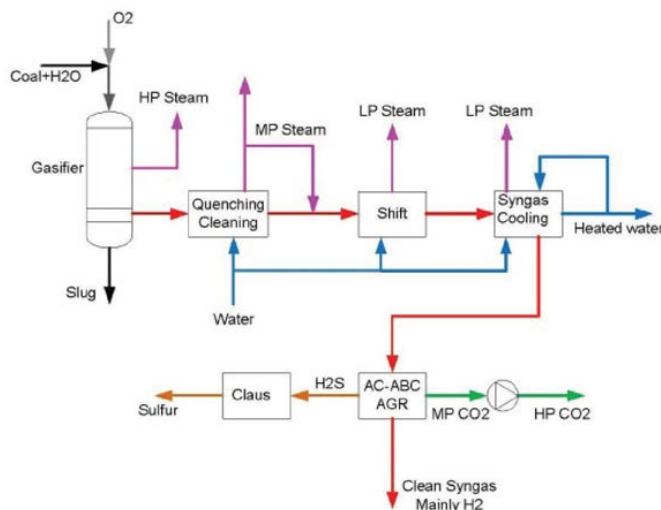 O2
Coal+H2O
HP Steam
Gasifier
MP Steam
LP Steam
LP Steam
Quenching
Cleaning
Shift
Syngas
Cooling
Heated water
Slug
Water
Sulfur
Claus
H2S
AC-ABC
AGR
MP CO2
HP CO2
Clean Syngas
Mainly H2